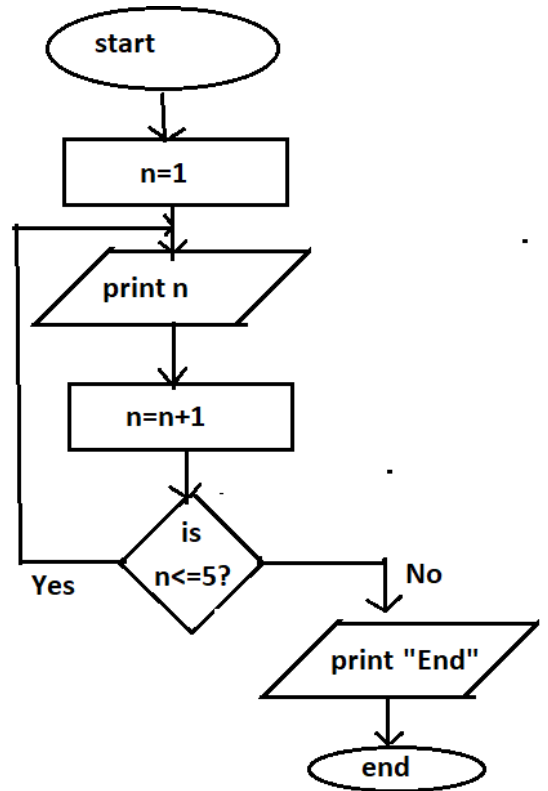 start
n=1
print n
n=n+1
is
n<=5?
Yes
No
print "End"
end